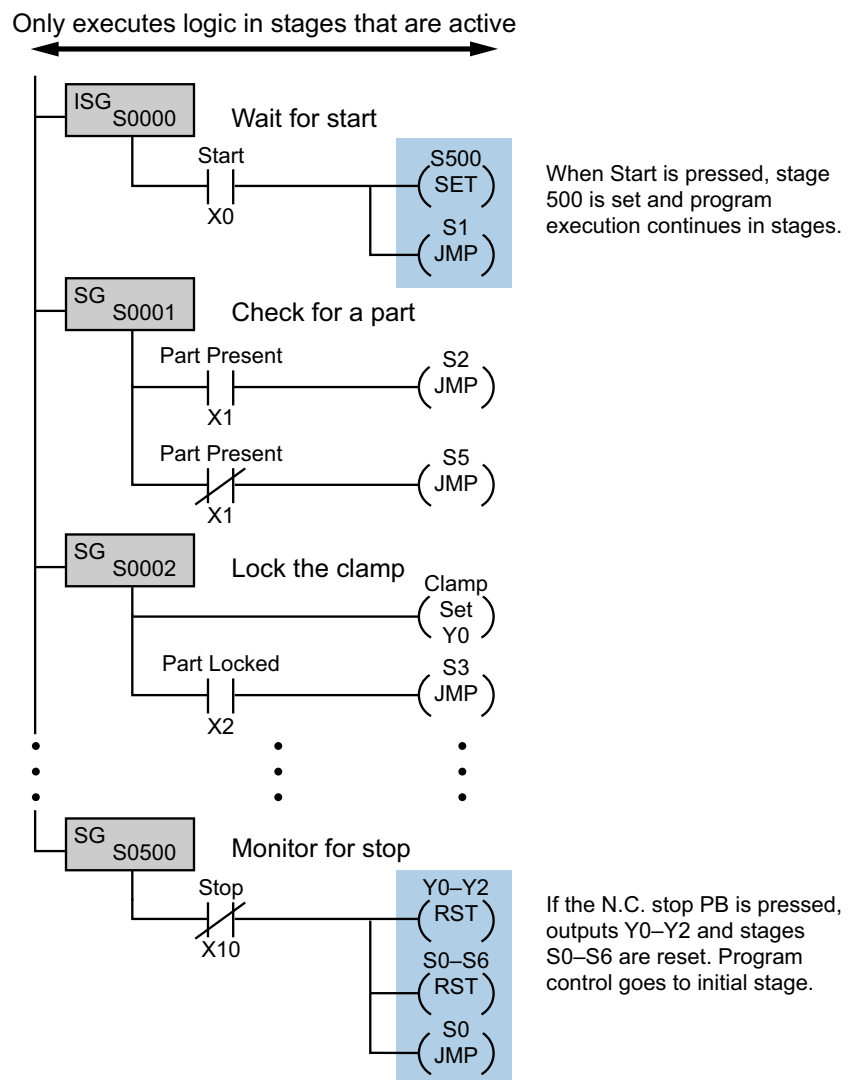 Only executes logic in stages that are active
ISG
S0000
Wait for start
Start
X0
S500
SET
S1
JMP
When Start is pressed, stage
500 is set and program
execution continues in stages.
SG
S0001
Check for a part
Part Present
X1
S2
JMP
Part Present
X1
S5
JMP
SG
S0002
Lock the clamp
Clamp
Set
Y0
Part Locked
X2
S3
JMP
SG
S0500
Monitor for stop
Stop
X10
Y0–Y2
RST
S0–S6
RST
S0
JMP
If the N.C. stop PB is pressed,
outputs Y0–Y2 and stages
S0–S6 are reset. Program
control goes to initial stage.